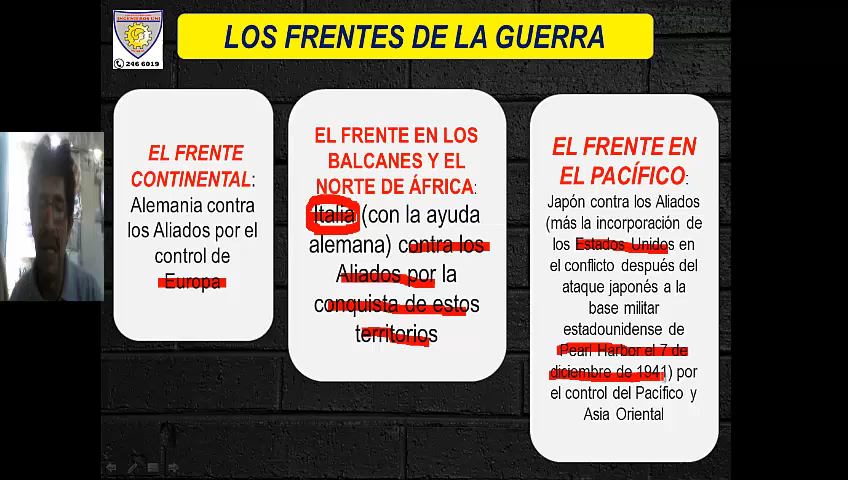 INGENIEROS UNI
246 6019
LOS FRENTES DE LA GUERRA
EL FRENTE
CONTINENTAL:
Alemania contra
los Aliados por el
control de
Europa
EL FRENTE EN LOS
BALCANES Y EL
NORTE DE ÁFRICA:
Italia (con la ayuda
alemana) contra los
Aliados por la
conquista de estos
territorios
EL FRENTE EN
EL PACÍFICO:
Japón contra los Aliados
(más la incorporación de
los Estados Unidos en
el conflicto después del
ataque japonés a la
base militar
estadounidense de
Pearl Harbor el 7 de
diciembre de 1941) por
el control del Pacífico y
Asia Oriental